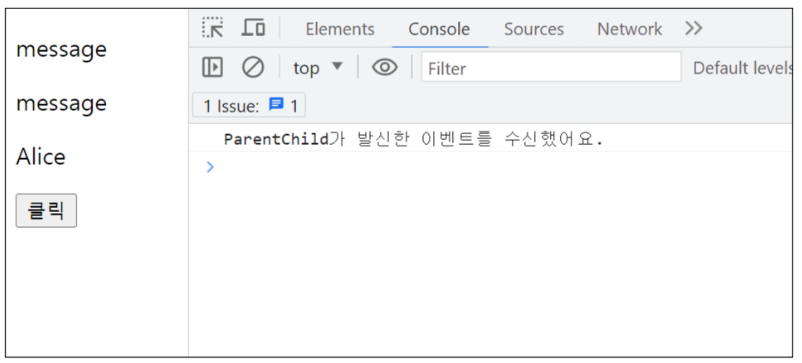 message
message
Alice
클릭
Elements Console Sources Network
top ▼ Filter Default levels
1 Issue: 1
ParentChild가 발신한 이벤트를 수신했어요.
>